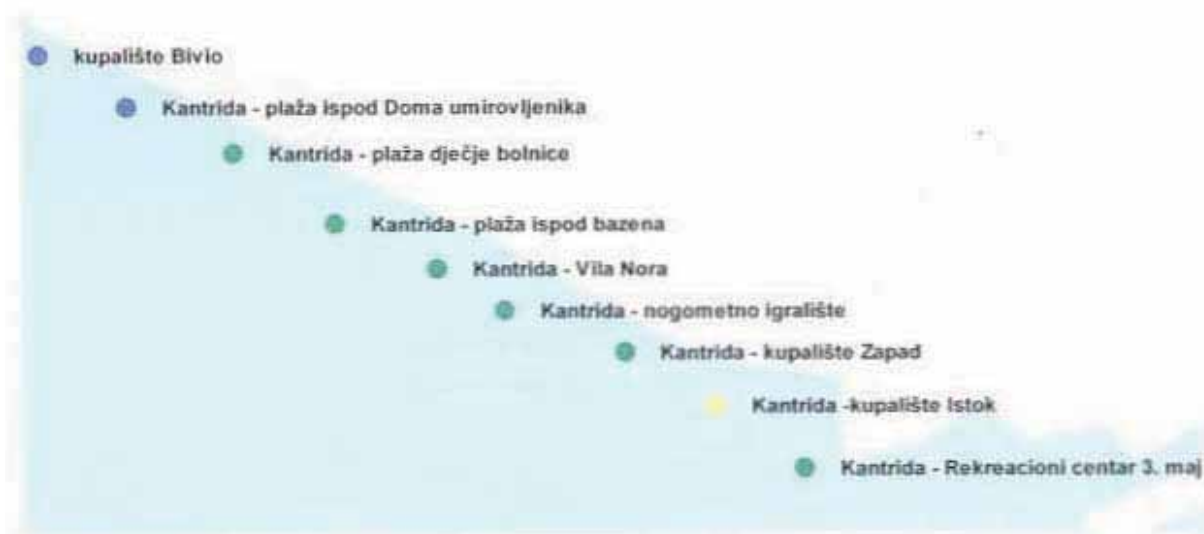 kupalište Bivio
Kantrida - plaža ispod Doma umirovljenika
Kantrida - plaža dječje bolnice
Kantrida - plaža ispod bazena
Kantrida - Vila Nora
Kantrida - nogometno igralište
Kantrida - kupalište Zapad
Kantrida -kupalište Istok
Kantrida - Rekreacioni centar 3. maj